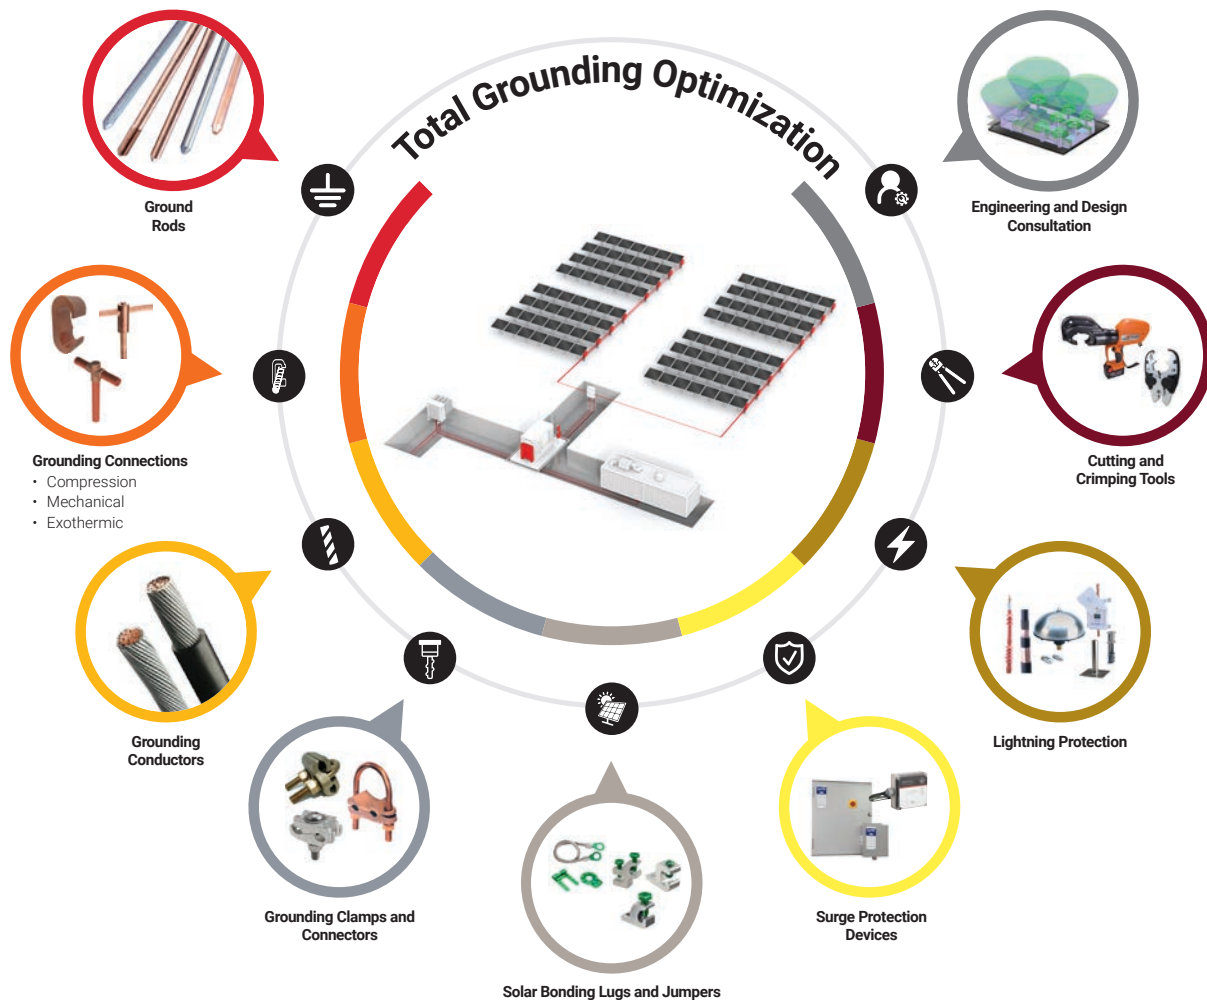 Total Grounding Optimization
Ground
Rods
Engineering and Design
Consultation
Grounding Connections
• Compression
• Mechanical
• Exothermic
Cutting and
Crimping Tools
Grounding
Conductors
Lightning Protection
Grounding Clamps and
Connectors
Surge Protection
Devices
Solar Bonding Lugs and Jumpers